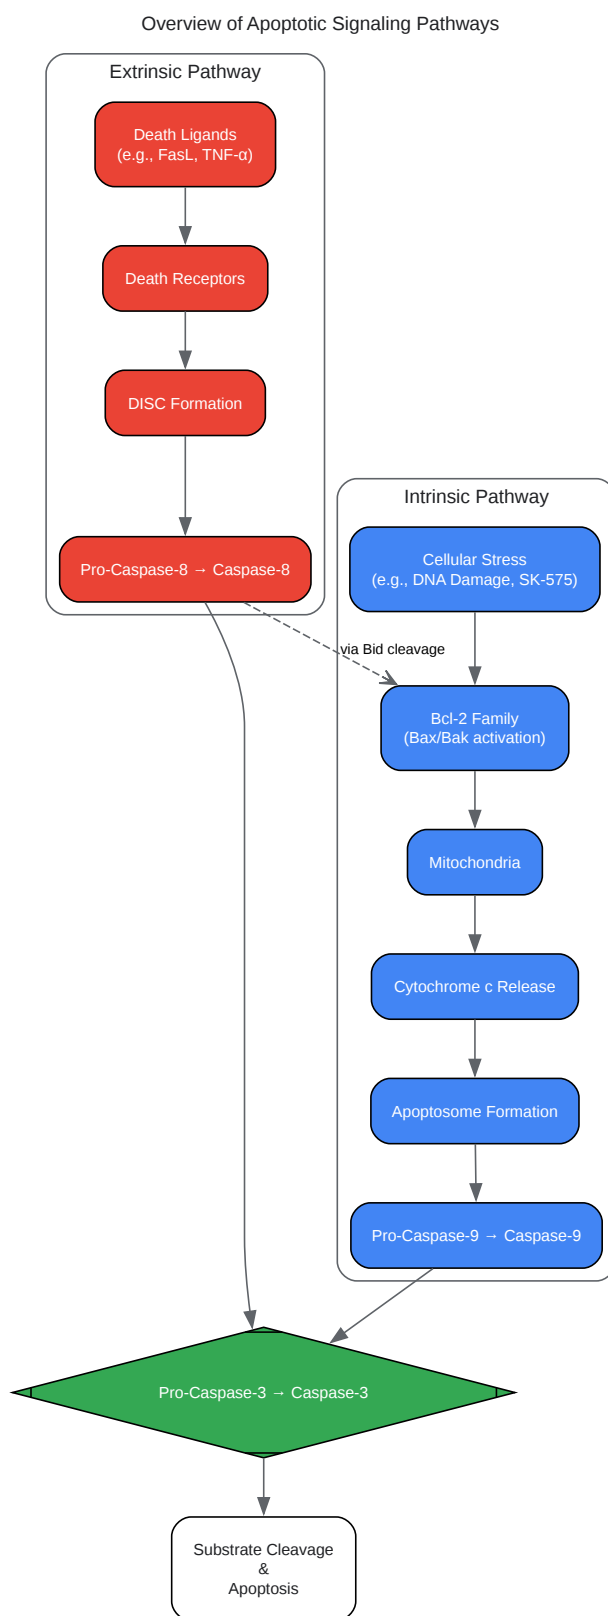 Overview of Apoptotic Signaling Pathways
Extrinsic Pathway
Death Ligands
(e.g., FasL, TNF-α)
Death Receptors
DISC Formation
Pro-Caspase-8 → Caspase-8
Intrinsic Pathway
Cellular Stress
(e.g., DNA Damage, SK-575)
via Bid cleavage
Bcl-2 Family
(Bax/Bak activation)
Mitochondria
Cytochrome c Release
Apoptosome Formation
Pro-Caspase-9 → Caspase-9
Pro-Caspase-3 → Caspase-3
Substrate Cleavage
&
Apoptosis